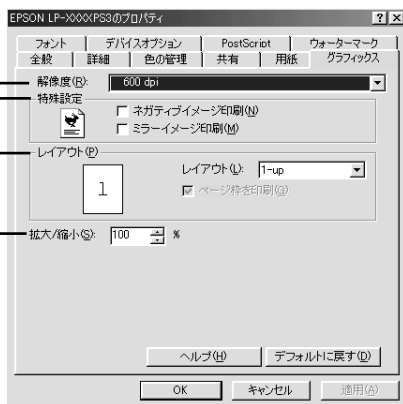 EPSON LP-XXXXPS3のプロパティ ? ×
フォント デバイスオプション PostScript ウォーターマーク
全般 詳細 色の管理 共有 用紙 グラフィックス
解像度(R): 600 dpi
特殊設定
ネガティブイメージ印刷(N)
ミラーイメージ印刷(M)
レイアウト(P)
1
レイアウト(L): 1-up
ページ枠を印刷(G)
拡大/縮小(S): 100 %
ヘルプ(H) デフォルトに戻す(D)
OK キャンセル 適用(A)